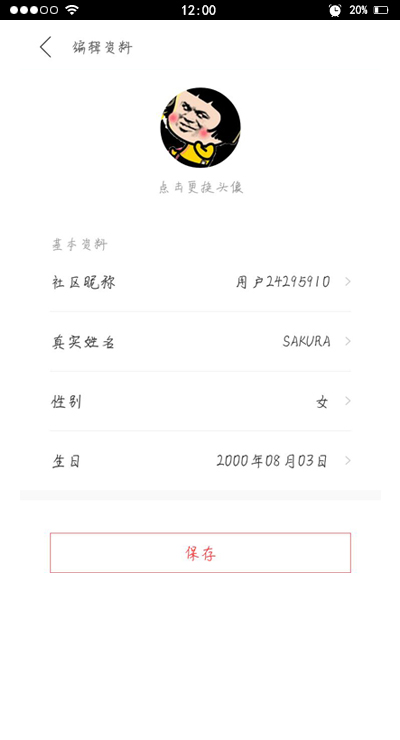 12:00
20%
编辑资料
点击更换头像
基本资料
社区昵称 用户24295910
真实姓名 SAKURA
性别 女
生日 2000年08月03日
保存